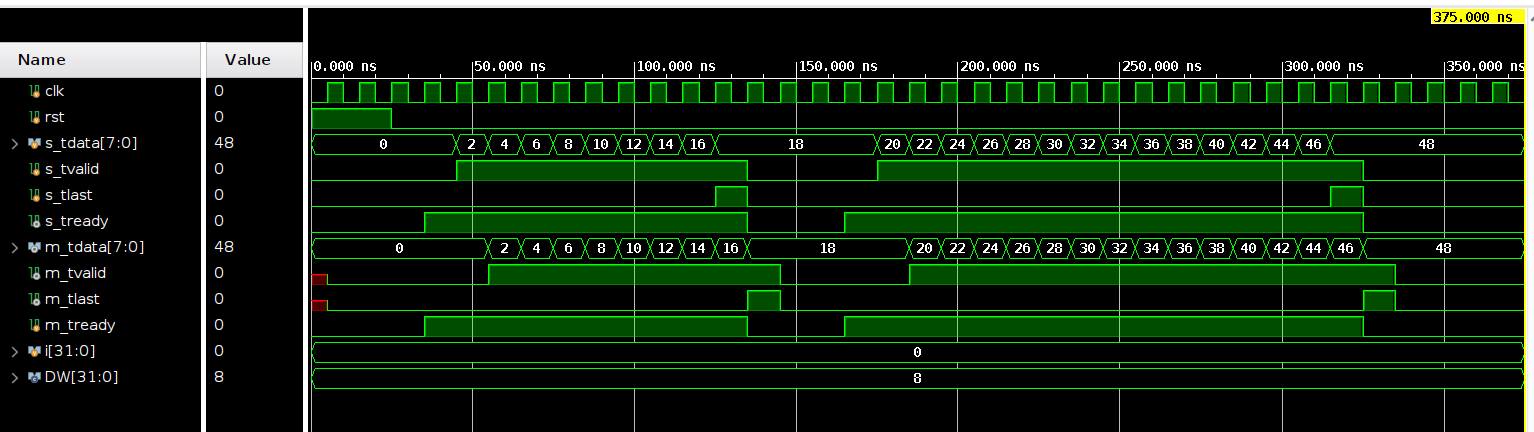 375.000 ns
Name Value
0.000 ns 50.000 ns 100.000 ns 150.000 ns 200.000 ns 250.000 ns 300.000 ns 350.000 ns
clk 0
rst 0
s_tdata[7:0] 48 0 2 4 6 8 10 12 14 16 18 20 22 24 26 28 30 32 34 36 38 40 42 44 46 48
s_tvalid 0
s_tlast 0
s_tready 0
m_tdata[7:0] 48 0 2 4 6 8 10 12 14 16 18 20 22 24 26 28 30 32 34 36 38 40 42 44 46 48
m_tvalid 0
m_tlast 0
m_tready 0
i[31:0] 0 0
DW[31:0] 8 8